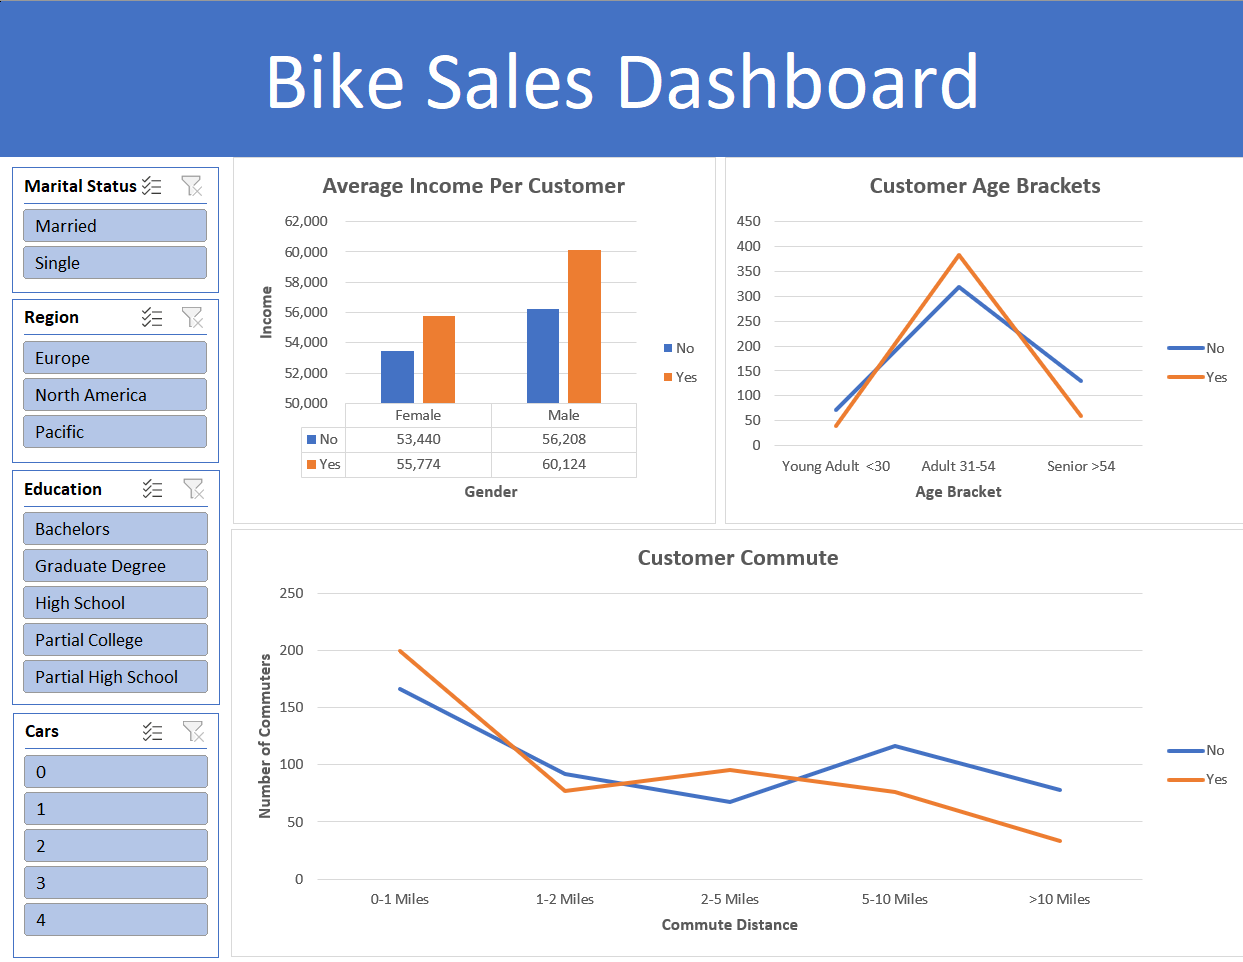 Bike Sales Dashboard
Marital Status
Married
Single
Region
Europe
North America
Pacific
Education
Bachelors
Graduate Degree
High School
Partial College
Partial High School
Cars
0
1
2
3
4
Average Income Per Customer
62,000
60,000
58,000
56,000
54,000
52,000
50,000
Income
Female Male
No 53,440 56,208
Yes 55,774 60,124
Gender
No
Yes
Customer Age Brackets
450
400
350
300
250
200
150
100
50
0
Young Adult <30 Adult 31-54 Senior >54
Age Bracket
No
Yes
Customer Commute
250
200
150
100
50
0
Number of Commuters
0-1 Miles 1-2 Miles 2-5 Miles 5-10 Miles >10 Miles
Commute Distance
No
Yes